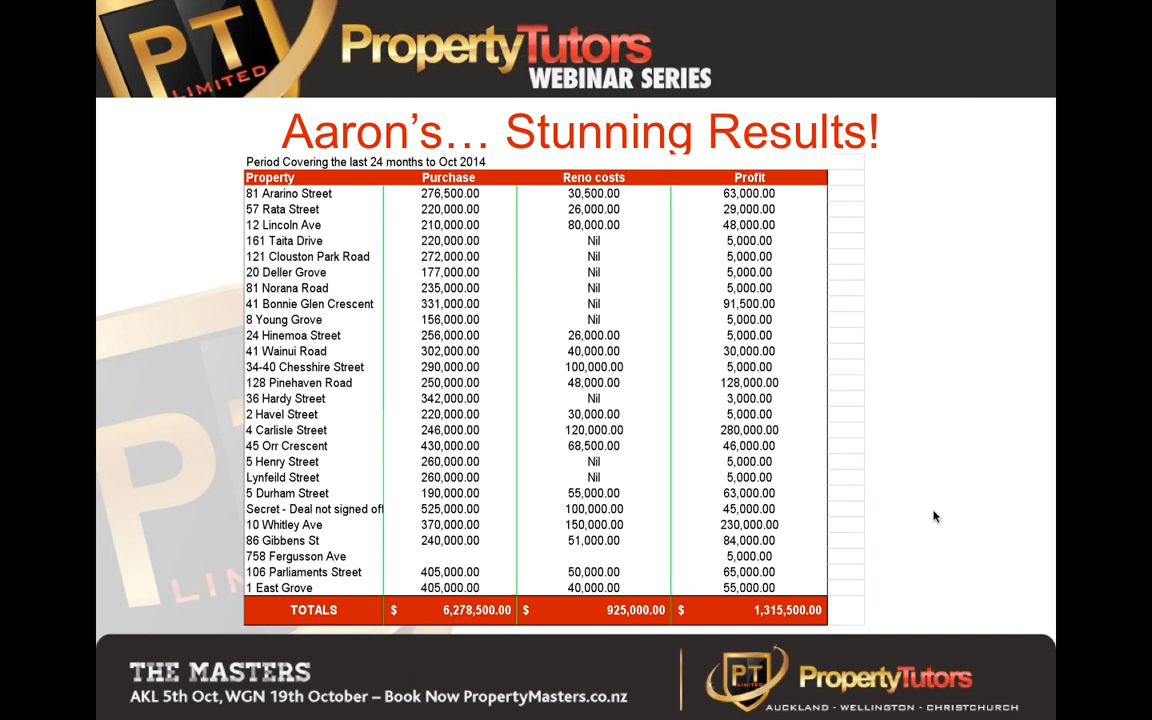 PT
LIMITED
PropertyTutors
WEBINAR SERIES
Aaron's… Stunning Results!
Period Covering the last 24 months to Oct 2014
Property Purchase Reno costs Profit
81 Ararino Street 276,500.00 30,500.00 63,000.00
57 Rata Street 220,000.00 26,000.00 29,000.00
12 Lincoln Ave 210,000.00 80,000.00 48,000.00
161 Taita Drive 220,000.00 Nil 5,000.00
121 Clouston Park Road 272,000.00 Nil 5,000.00
20 Deller Grove 177,000.00 Nil 5,000.00
81 Norana Road 235,000.00 Nil 5,000.00
41 Bonnie Glen Crescent 331,000.00 Nil 91,500.00
8 Young Grove 156,000.00 Nil 5,000.00
24 Hinemoa Street 256,000.00 26,000.00 5,000.00
41 Wainui Road 302,000.00 40,000.00 30,000.00
34-40 Chesshire Street 290,000.00 100,000.00 5,000.00
128 Pinehaven Road 250,000.00 48,000.00 128,000.00
36 Hardy Street 342,000.00 Nil 3,000.00
2 Havel Street 220,000.00 30,000.00 5,000.00
4 Carlisle Street 246,000.00 120,000.00 280,000.00
45 Orr Crescent 430,000.00 68,500.00 46,000.00
5 Henry Street 260,000.00 Nil 5,000.00
Lynfeild Street 260,000.00 Nil 5,000.00
5 Durham Street 190,000.00 55,000.00 63,000.00
Secret - Deal not signed off 525,000.00 100,000.00 45,000.00
10 Whitley Ave 370,000.00 150,000.00 230,000.00
86 Gibbens St 240,000.00 51,000.00 84,000.00
758 Fergusson Ave 5,000.00
106 Parliaments Street 405,000.00 50,000.00 65,000.00
1 East Grove 405,000.00 40,000.00 55,000.00
TOTALS $ 6,278,500.00 $ 925,000.00 $ 1,315,500.00
THE MASTERS
AKL 5th Oct, WGN 19th October – Book Now PropertyMasters.co.nz
PT
LIMITED
PropertyTutors
AUCKLAND - WELLINGTON - CHRISTCHURCH